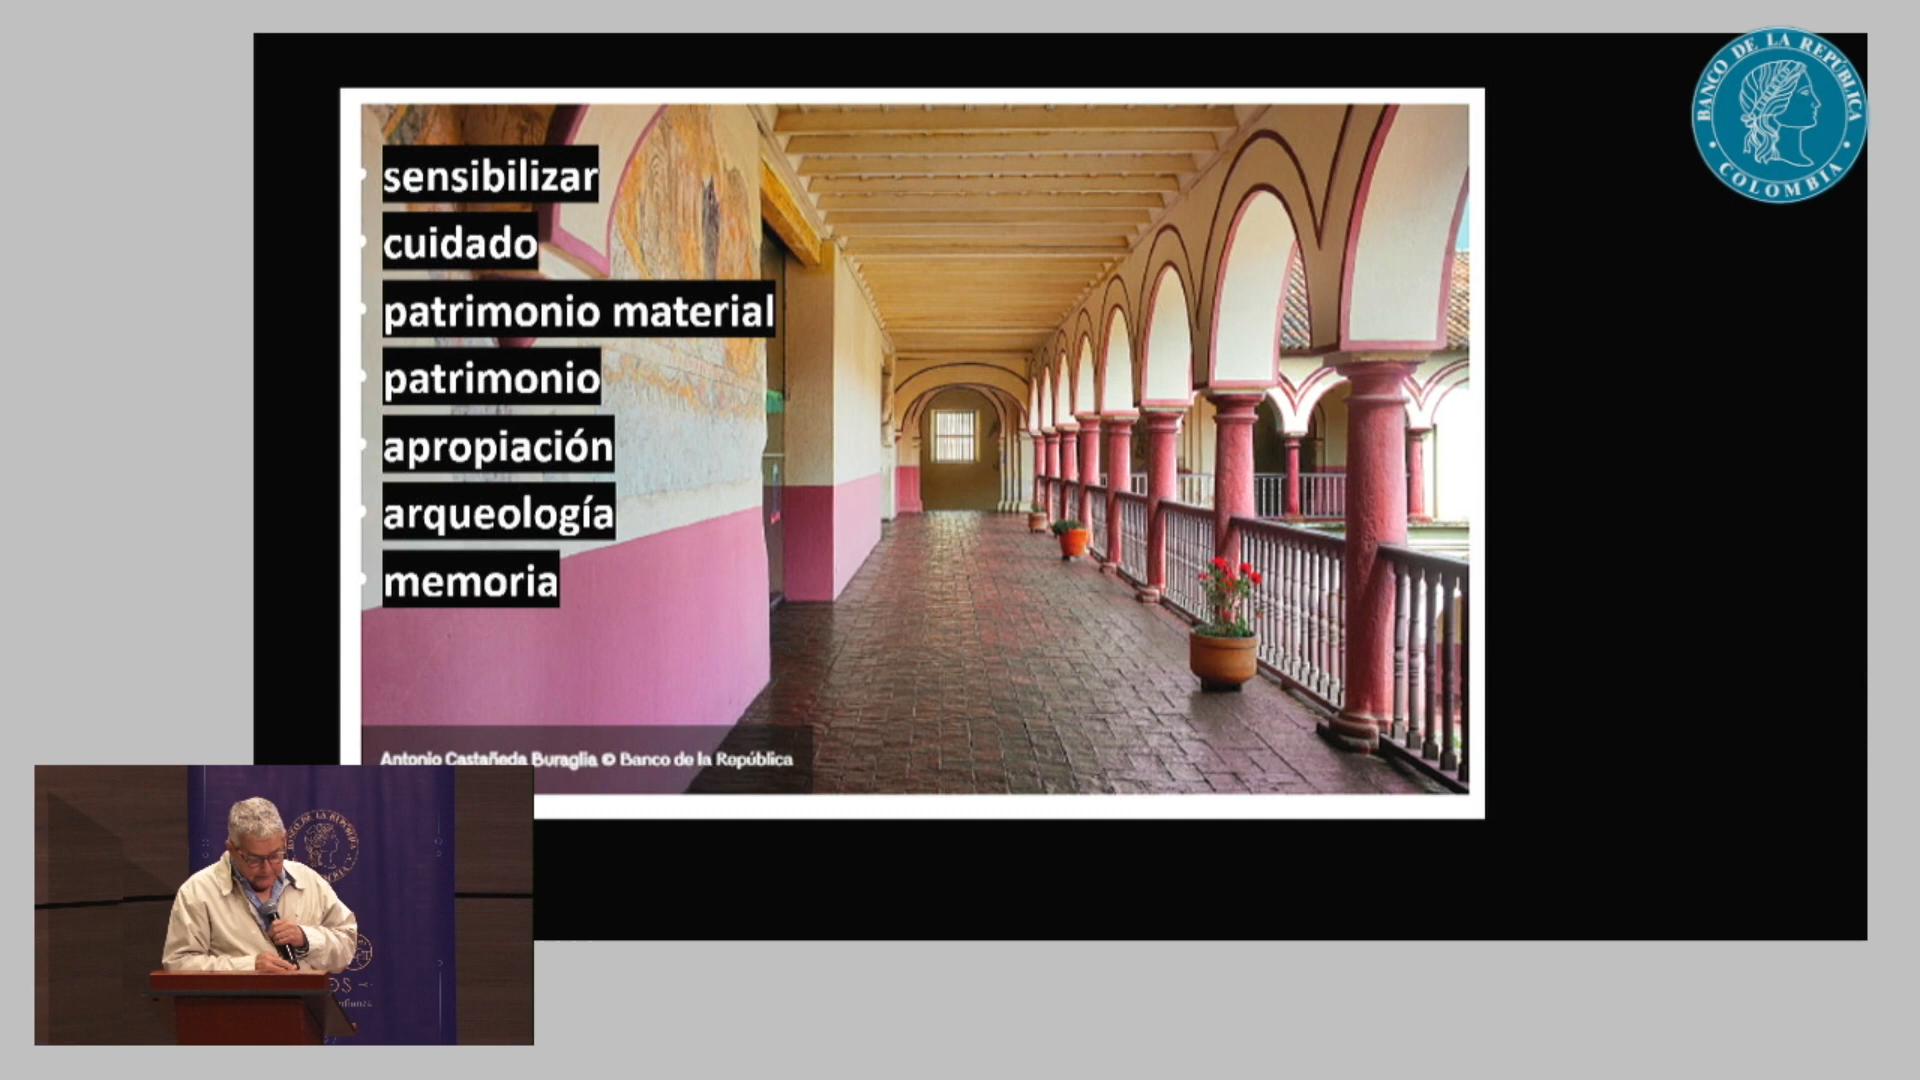 BANCO DE LA REPÚBLICA
COLOMBIA
sensibilizar
cuidado
patrimonio material
patrimonio
apropiación
arqueología
memoria
Antonio Castañeda Buraglia © Banco de la República